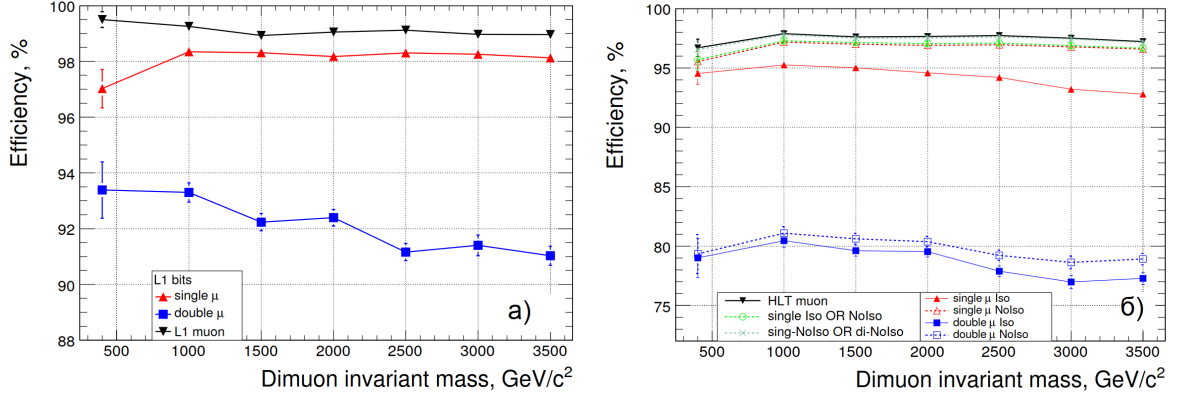 Efficiency, %
100
98
96
94
92
90
88
L1 bits
single μ
double μ
L1 muon
а)
500 1000 1500 2000 2500 3000 3500
Dimuon invariant mass, GeV/c²
Efficiency, %
100
95
90
85
80
75
HLT muon
single Iso OR NoIso
sing-NoIso OR di-NoIso
single μ Iso
single μ NoIso
double μ Iso
double μ NoIso
б)
500 1000 1500 2000 2500 3000 3500
Dimuon invariant mass, GeV/c²